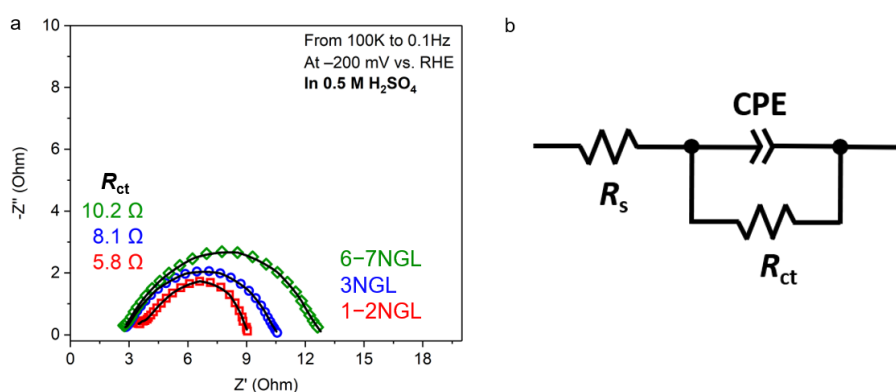 a
b
10
8
6
4
2
0
-Z" (Ohm)
From 100K to 0.1Hz
At –200 mV vs. RHE
In 0.5 M H₂SO₄
Rct
10.2 Ω
8.1 Ω
5.8 Ω
6–7NGL
3NGL
1–2NGL
0 3 6 9 12 15 18
Z' (Ohm)
CPE
Rs
Rct